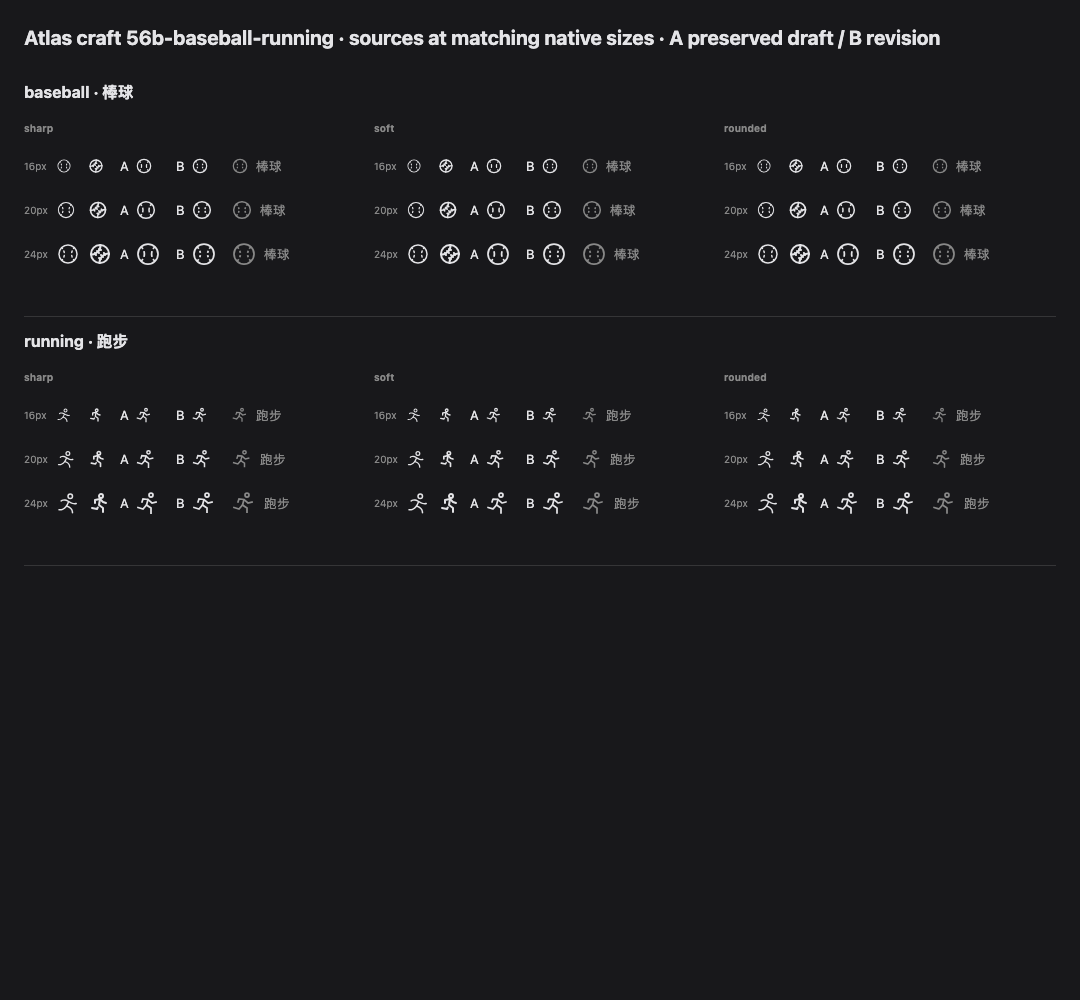 Atlas craft 56b-baseball-running · sources at matching native sizes · A preserved draft / B revision
baseball · 棒球
sharp soft rounded
16px A B 棒球 16px A B 棒球 16px A B 棒球
20px A B 棒球 20px A B 棒球 20px A B 棒球
24px A B 棒球 24px A B 棒球 24px A B 棒球
running · 跑步
sharp soft rounded
16px A B 跑步 16px A B 跑步 16px A B 跑步
20px A B 跑步 20px A B 跑步 20px A B 跑步
24px A B 跑步 24px A B 跑步 24px A B 跑步